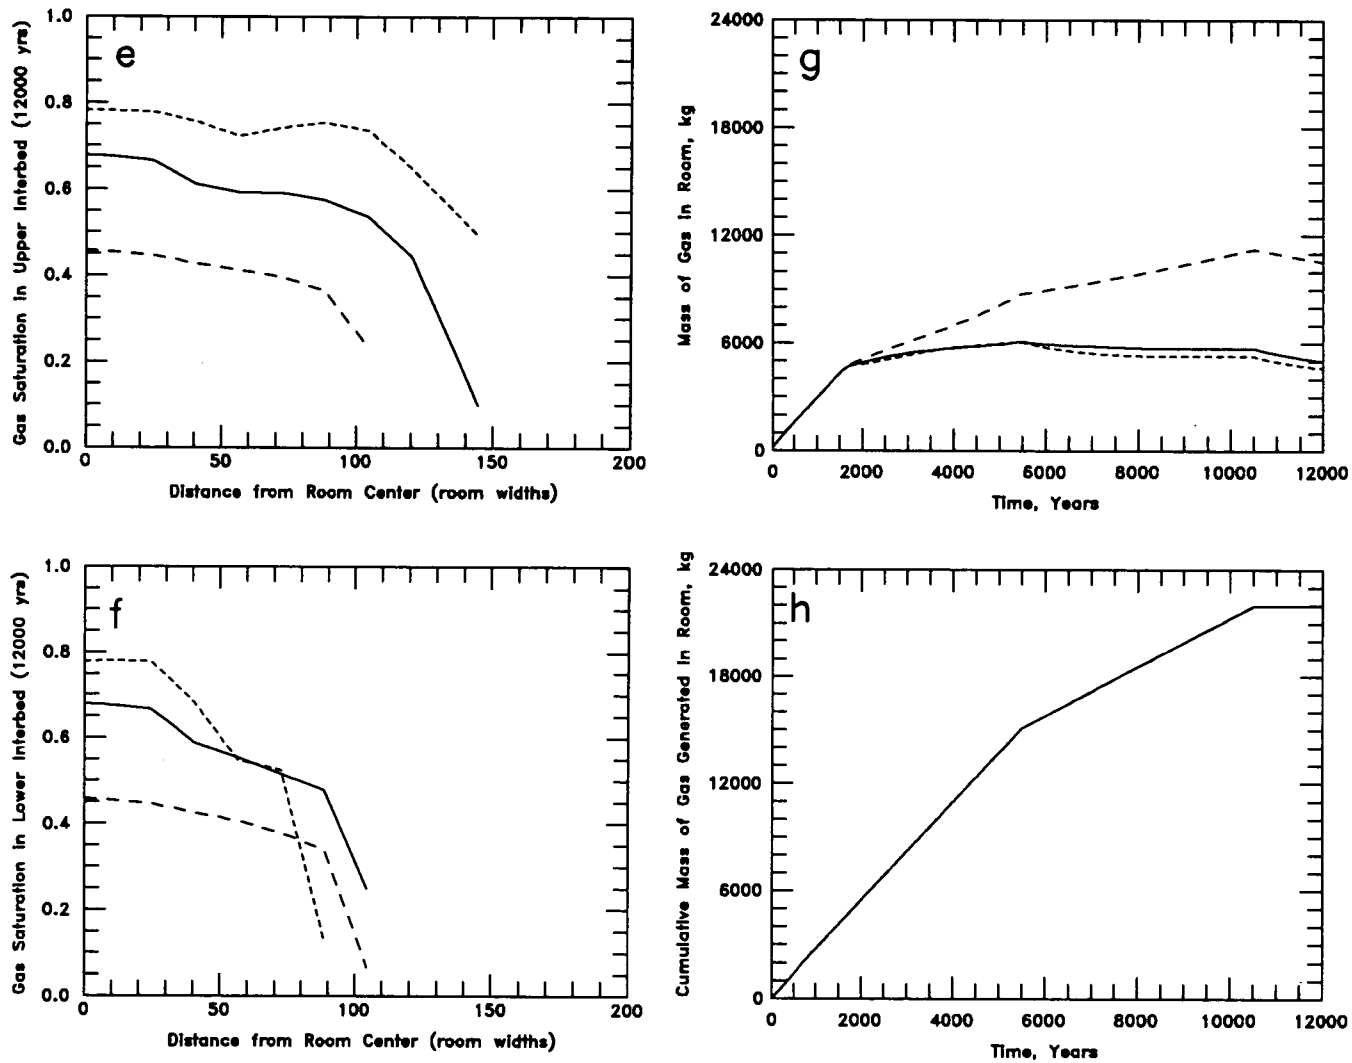 e
Gas Saturation in Upper Interbed (12000 yrs)
1.0
0.8
0.6
0.4
0.2
0.0
0 50 100 150 200
Distance from Room Center (room widths)
g
Mass of Gas in Room, kg
24000
18000
12000
6000
0
0 2000 4000 6000 8000 10000 12000
Time, Years
f
Gas Saturation in Lower Interbed (12000 yrs)
1.0
0.8
0.6
0.4
0.2
0.0
0 50 100 150 200
Distance from Room Center (room widths)
h
Cumulative Mass of Gas Generated in Room, kg
24000
18000
12000
6000
0
0 2000 4000 6000 8000 10000 12000
Time, Years